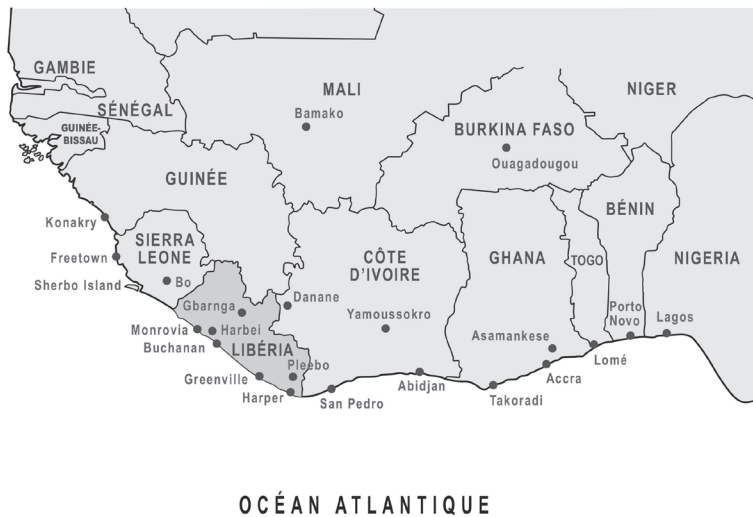 GAMBIE
SÉNÉGAL
GUINÉE-
BISSAU
MALI
Bamako
NIGER
BURKINA FASO
Ouagadougou
GUINÉE
BÉNIN
Konakry
SIERRA
LEONE
Freetown
Sherbo Island
Bo
CÔTE
D'IVOIRE
GHANA
TOGO
NIGERIA
Gbarnga
Danane
Yamoussokro
Porto
Novo
Lagos
Monrovia
Harbei
Buchanan
LIBÉRIA
Asamankese
Lomé
Pleebo
Greenville
Harper
San Pedro
Abidjan
Accra
Takoradi
OCÉAN ATLANTIQUE